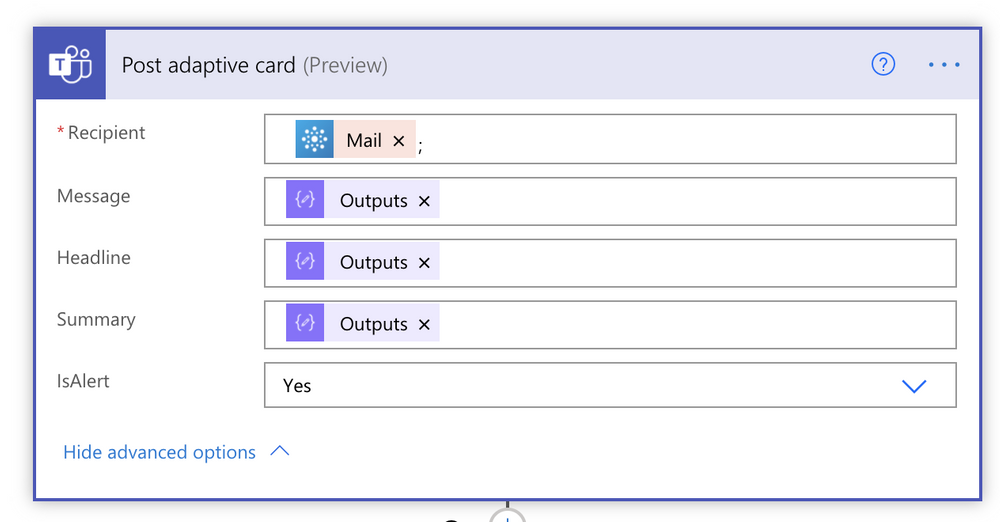 T
Post adaptive card (Preview)
?
...
* Recipient
Mail × ;
Message
Outputs ×
Headline
Outputs ×
Summary
Outputs ×
IsAlert
Yes
Hide advanced options